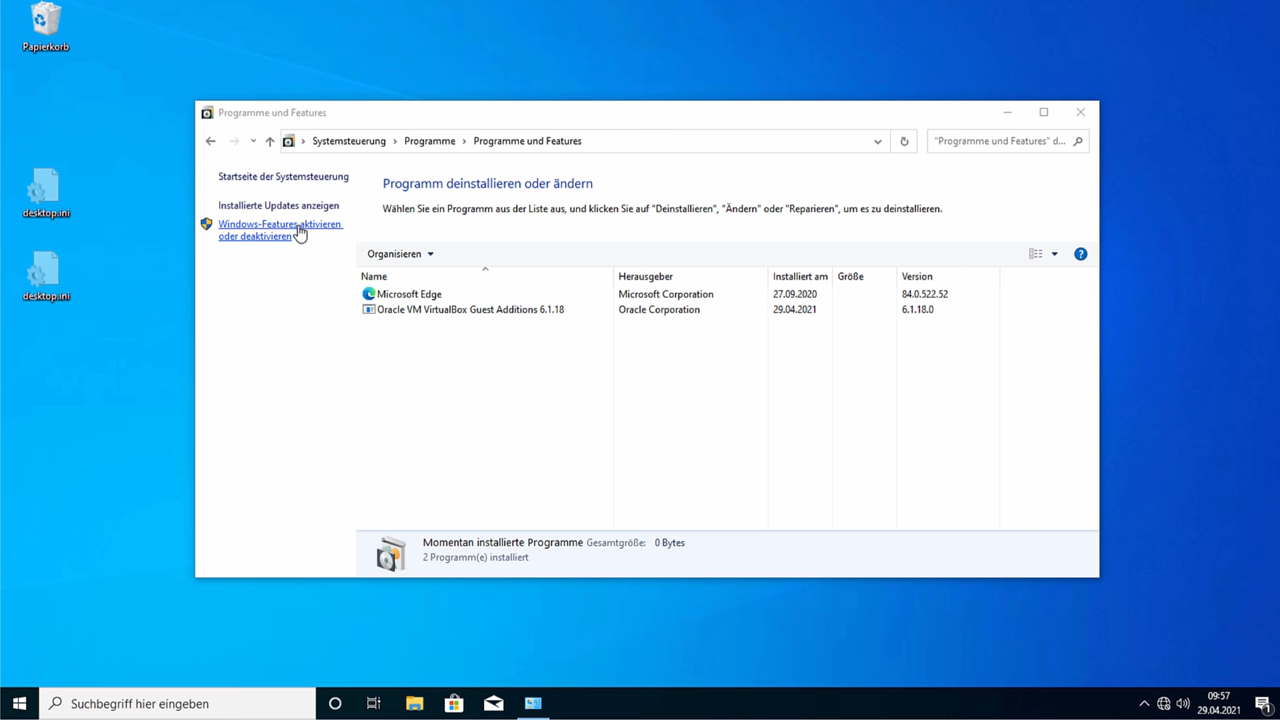 Papierkorb
desktop.ini
desktop.ini
Programme und Features
Systemsteuerung Programme Programme und Features
"Programme und Features" d...
Startseite der Systemsteuerung
Installierte Updates anzeigen
Windows-Features aktivieren
oder deaktivieren
Programm deinstallieren oder ändern
Wählen Sie ein Programm aus der Liste aus, und klicken Sie auf "Deinstallieren", "Ändern" oder "Reparieren", um es zu deinstallieren.
Organisieren
Name Herausgeber Installiert am Größe Version
Microsoft Edge Microsoft Corporation 27.09.2020 84.0.522.52
Oracle VM VirtualBox Guest Additions 6.1.18 Oracle Corporation 29.04.2021 6.1.18.0
Momentan installierte Programme Gesamtgröße: 0 Bytes
2 Programm(e) installiert
Suchbegriff hier eingeben
09:57
29.04.2021
1